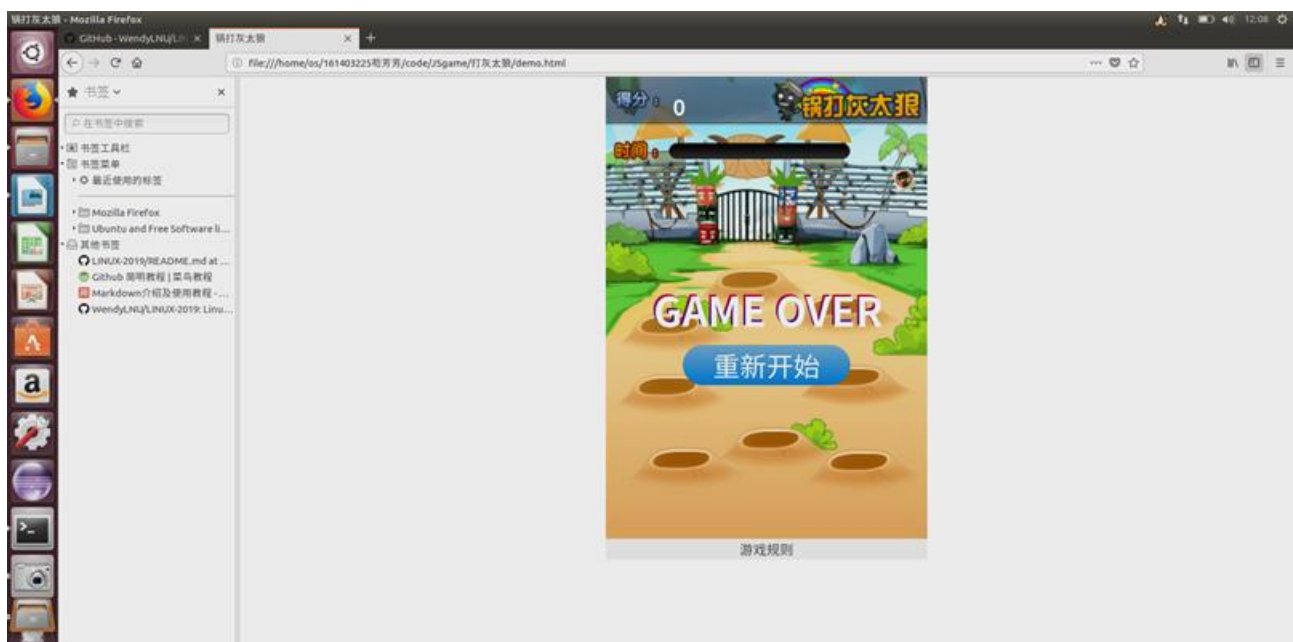 锅打灰太狼 - Mozilla Firefox
12:08
GitHub - WendyLNU/LIN
锅打灰太狼
file:///home/os/161403225苟芳芳/code/JSgame/打灰太狼/demo.html
书签
在书签中搜索
书签工具栏
书签菜单
最近使用的标签
Mozilla Firefox
Ubuntu and Free Software li...
其他书签
LINUX-2019/README.md at ...
Github 简明教程 | 菜鸟教程
Markdown介绍及使用教程 - ...
WendyLNU/LINUX-2019: Linu...
得分: 0
锅打灰太狼
时间:
GAME OVER
重新开始
游戏规则